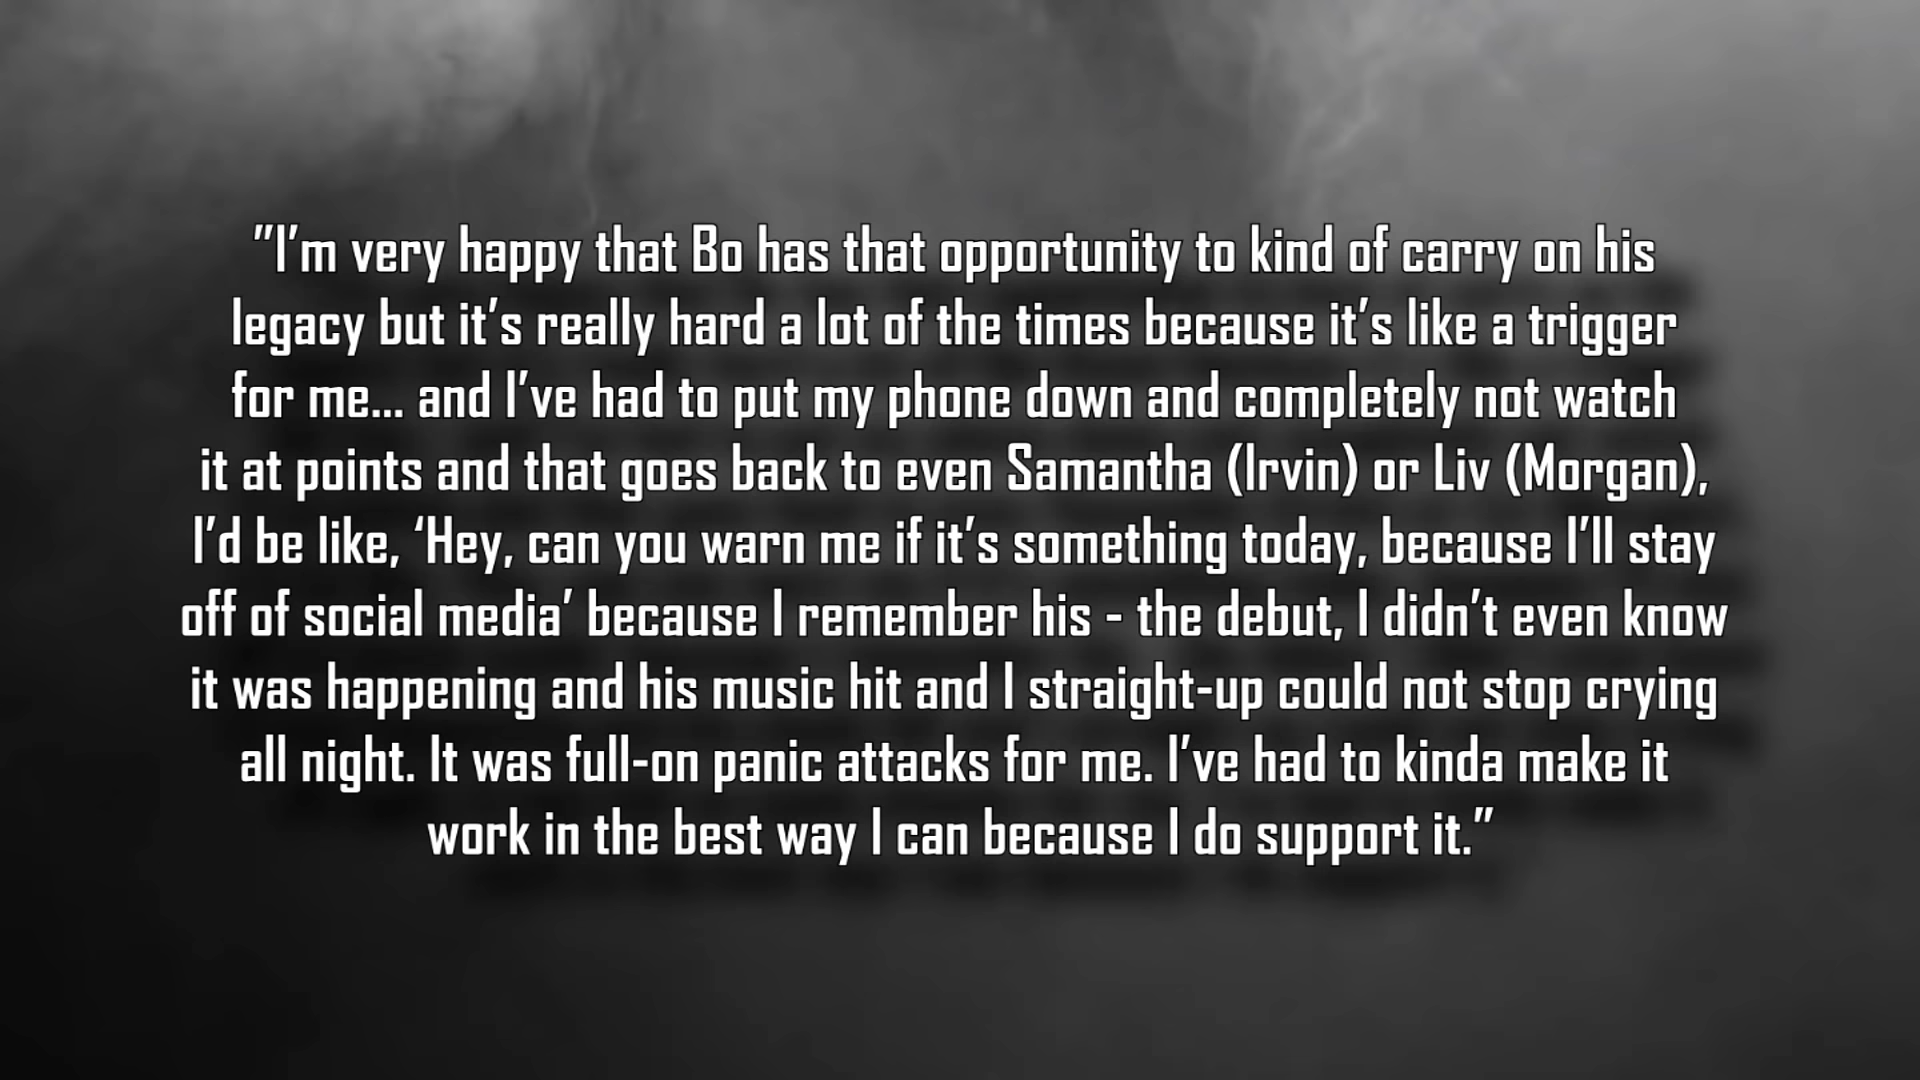 "I'm very happy that Bo has that opportunity to kind of carry on his
legacy but it's really hard a lot of the times because it's like a trigger
for me... and I've had to put my phone down and completely not watch
it at points and that goes back to even Samantha (Irvin) or Liv (Morgan),
I'd be like, 'Hey, can you warn me if it's something today, because I'll stay
off of social media' because I remember his - the debut, I didn't even know
it was happening and his music hit and I straight-up could not stop crying
all night. It was full-on panic attacks for me. I've had to kinda make it
work in the best way I can because I do support it."